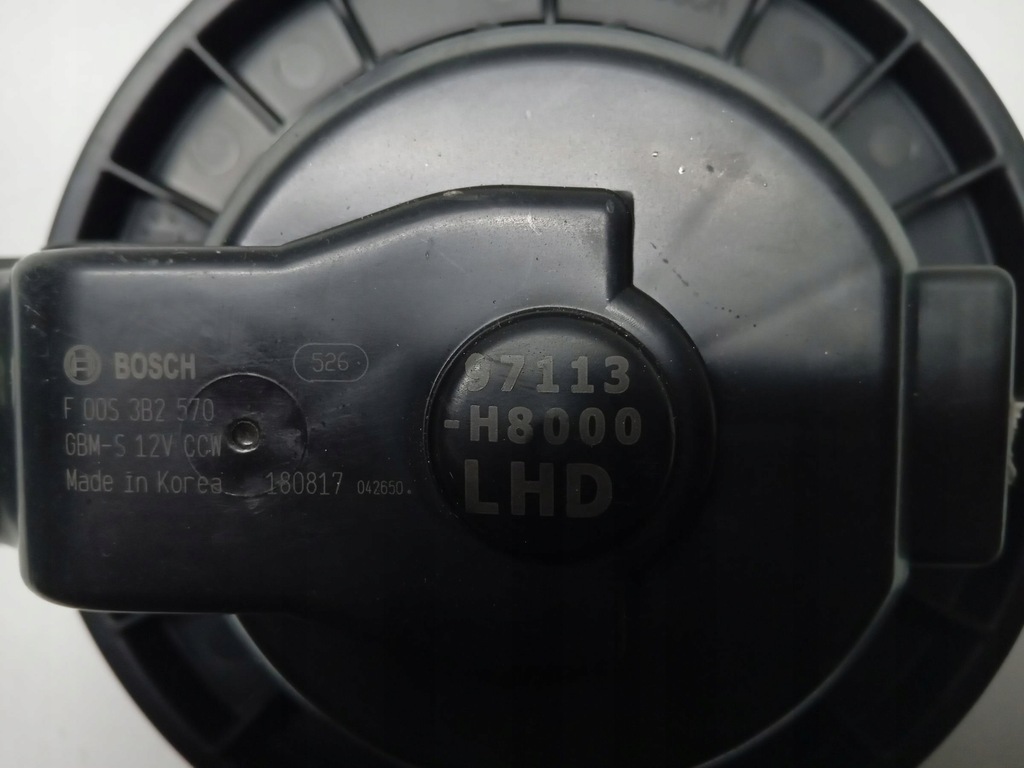 BOSCH 526
F 00S 3B2 570
GBM-S 12V CCW
Made in Korea 180817 042650
97113
-H8000
LHD